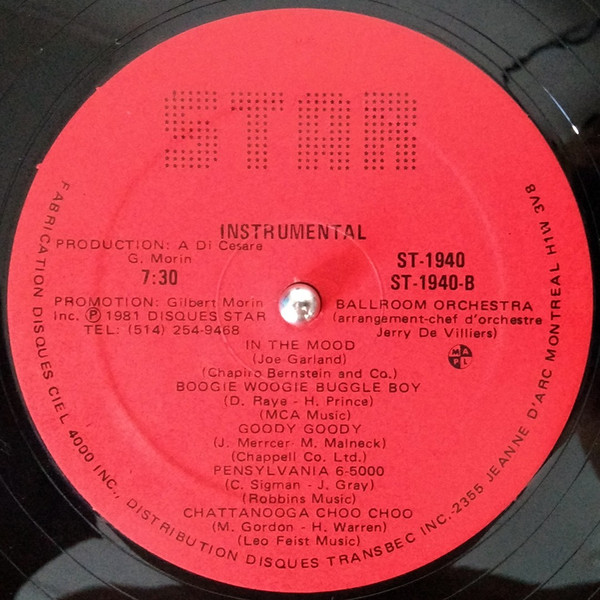 STAR
INSTRUMENTAL
PRODUCTION: A Di Cesare
G. Morin
7:30
ST-1940
ST-1940-B
PROMOTION: Gilbert Morin
Inc. Ⓟ 1981 DISQUES STAR
TEL: (514) 254-9468
BALLROOM ORCHESTRA
(arrangement-chef d'orchestre
Jerry De Villiers)
MAPL
IN THE MOOD
(Joe Garland)
(Chapiro Bernstein and Co.)
BOOGIE WOOGIE BUGGLE BOY
(D. Raye - H. Prince)
(MCA Music)
GOODY GOODY
(J. Merrcer- M. Malneck)
(Chappell Co. Ltd.)
PENSYLVANIA 6-5000
(C. Sigman - J. Gray)
(Robbins Music)
CHATTANOOGA CHOO CHOO
(M. Gordon - H. Warren)
(Leo Feist Music)
FABRICATION DISQUES CIEL 4000 INC., DISTRIBUTION DISQUES TRANSBEC INC.-2355 JEANNE D'ARC MONTREAL H1W 3V8